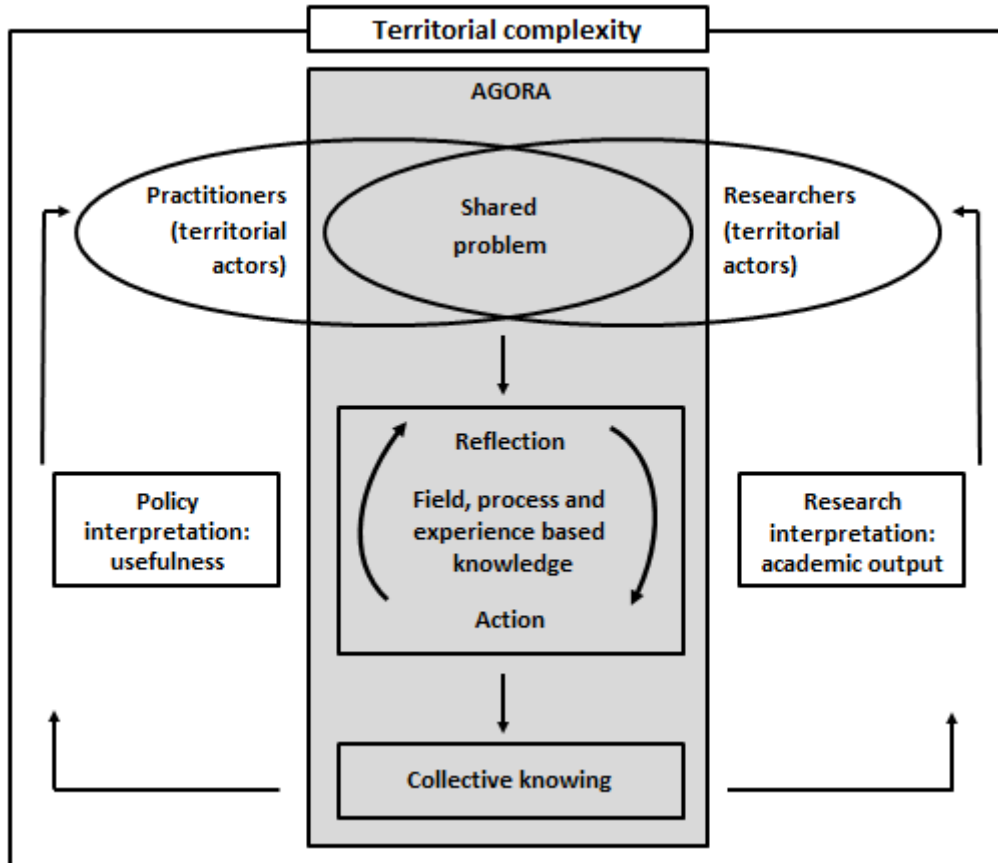 Territorial complexity
AGORA
Practitioners
(territorial
actors)
Shared
problem
Researchers
(territorial
actors)
Reflection
Field, process and
experience based
knowledge
Action
Policy
interpretation:
usefulness
Research
interpretation:
academic output
Collective knowing